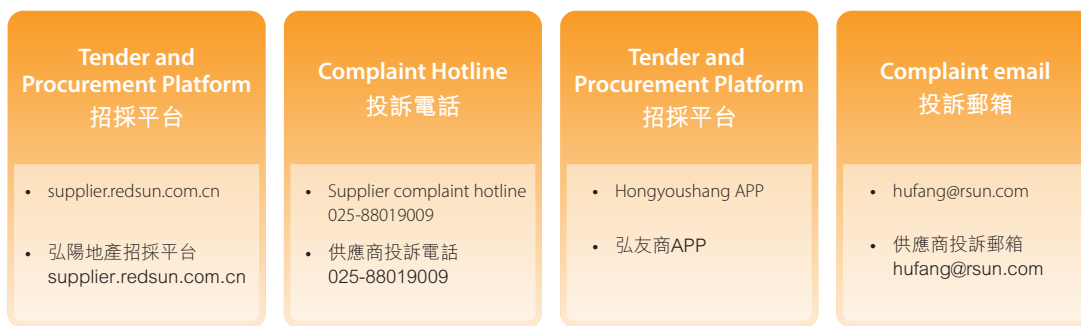 Tender and
Procurement Platform
招採平台
• supplier.redsun.com.cn
• 弘陽地產招採平台
supplier.redsun.com.cn
Complaint Hotline
投訴電話
• Supplier complaint hotline
025-88019009
• 供應商投訴電話
025-88019009
Tender and
Procurement Platform
招採平台
• Hongyoushang APP
• 弘友商APP
Complaint email
投訴郵箱
• hufang@rsun.com
• 供應商投訴郵箱
hufang@rsun.com